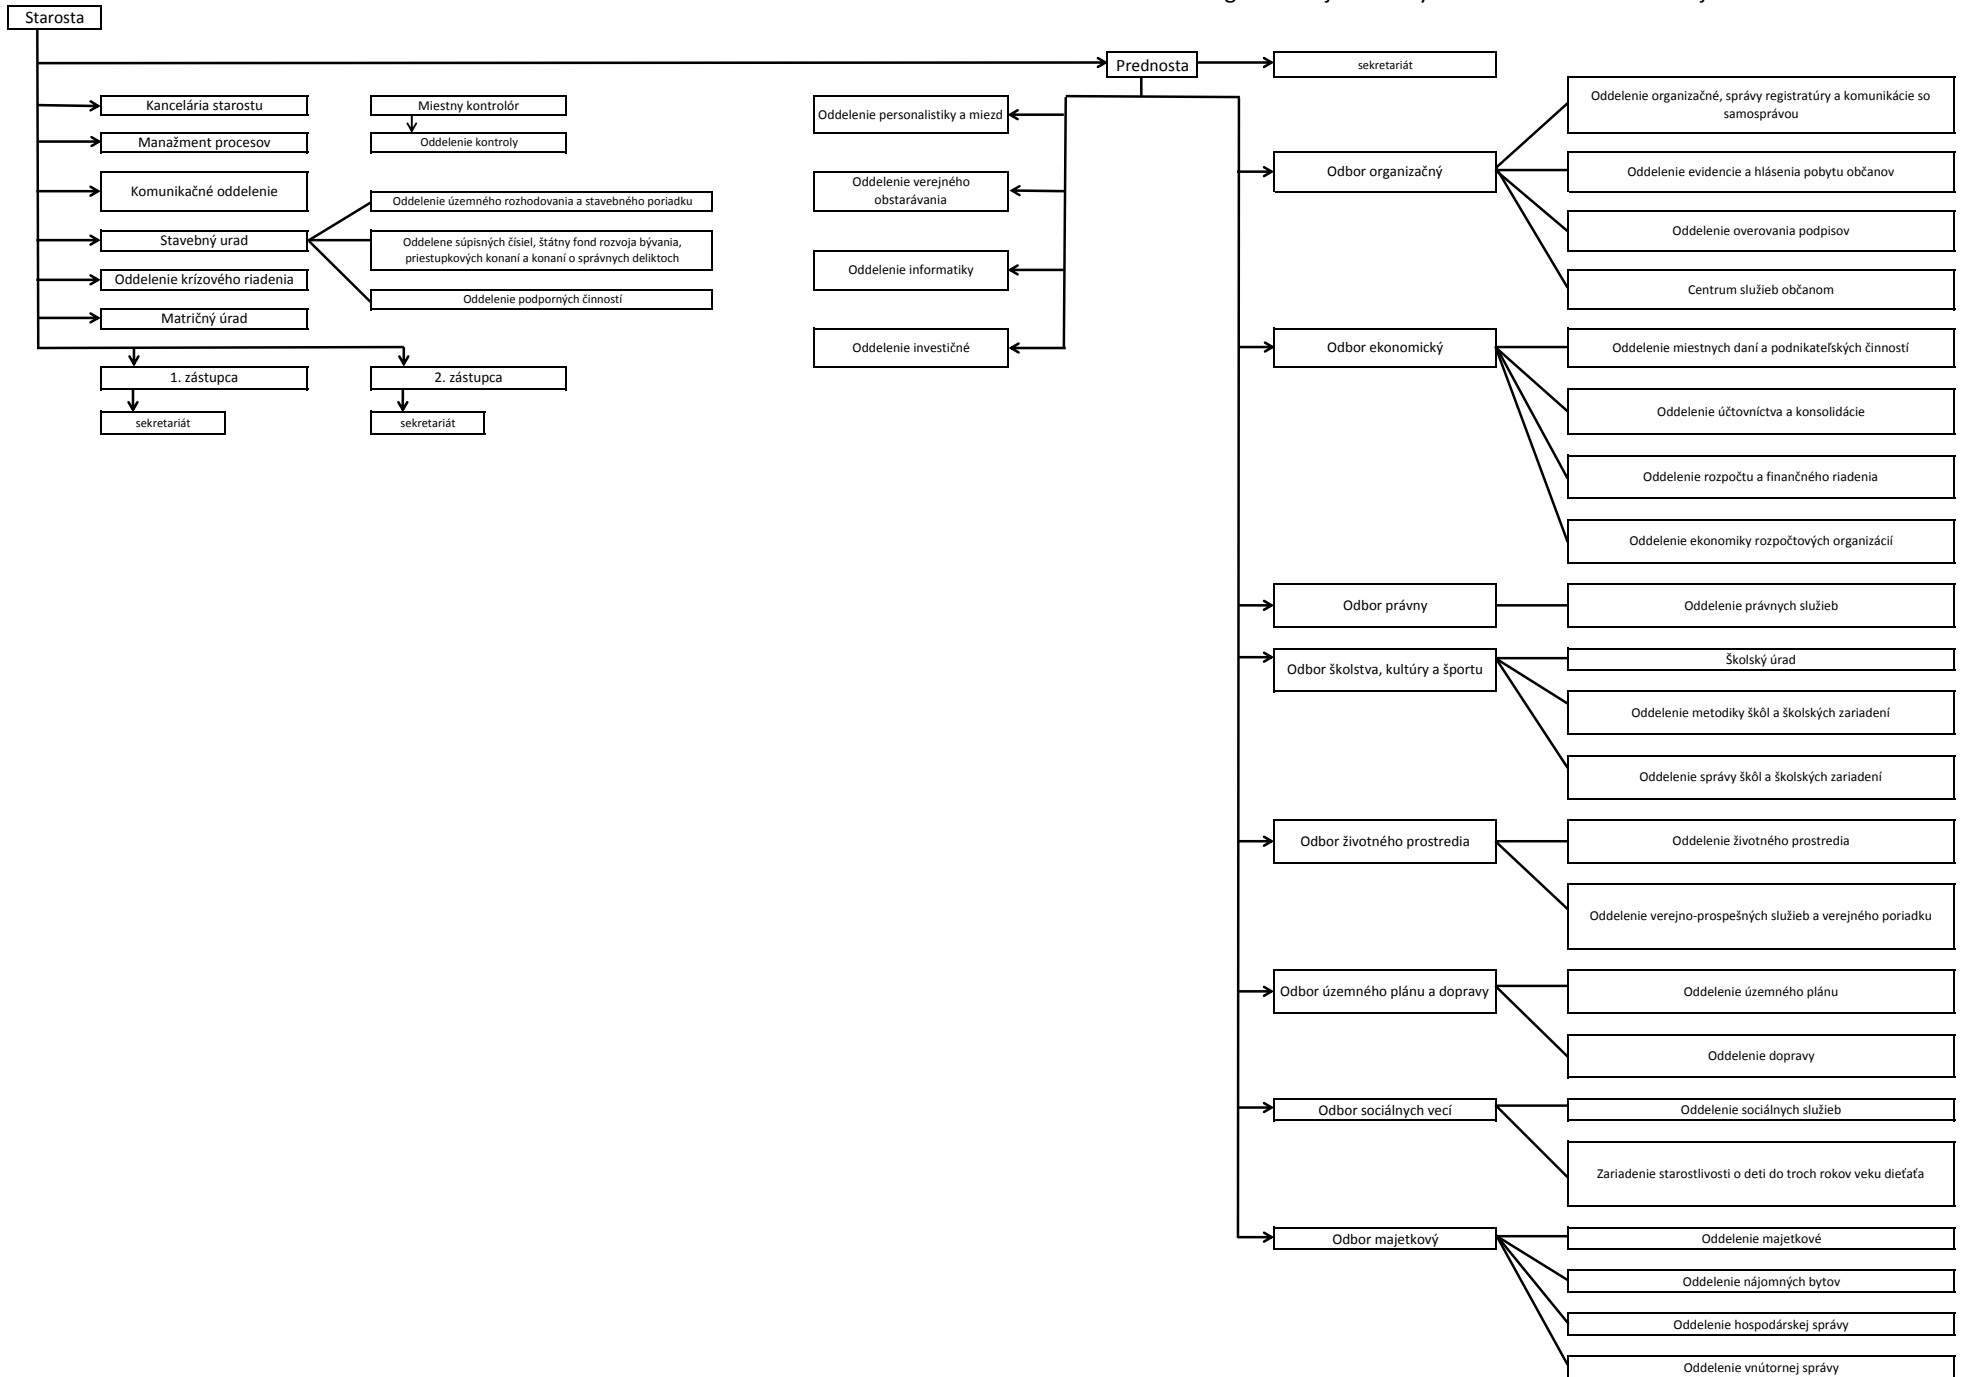 Starosta
Prednosta
sekretariát
Kancelária starostu
Miestny kontrolór
Manažment procesov
Oddelenie kontroly
Komunikačné oddelenie
Stavebný urad
Oddelenie územného rozhodovania a stavebného poriadku
Oddelene súpisných čísiel, štátny fond rozvoja bývania,
priestupkových konaní a konaní o správnych deliktoch
Oddelenie podporných činností
Oddelenie krízového riadenia
Matričný úrad
1. zástupca
2. zástupca
sekretariát
sekretariát
Oddelenie personalistiky a miezd
Oddelenie verejného
obstarávania
Oddelenie informatiky
Oddelenie investičné
Odbor organizačný
Oddelenie organizačné, správy registratúry a komunikácie so
samosprávou
Oddelenie evidencie a hlásenia pobytu občanov
Oddelenie overovania podpisov
Centrum služieb občanom
Odbor ekonomický
Oddelenie miestnych daní a podnikateľských činností
Oddelenie účtovníctva a konsolidácie
Oddelenie rozpočtu a finančného riadenia
Oddelenie ekonomiky rozpočtových organizácií
Odbor právny
Oddelenie právnych služieb
Odbor školstva, kultúry a športu
Školský úrad
Oddelenie metodiky škôl a školských zariadení
Oddelenie správy škôl a školských zariadení
Odbor životného prostredia
Oddelenie životného prostredia
Oddelenie verejno-prospešných služieb a verejného poriadku
Odbor územného plánu a dopravy
Oddelenie územného plánu
Oddelenie dopravy
Odbor sociálnych vecí
Oddelenie sociálnych služieb
Zariadenie starostlivosti o deti do troch rokov veku dieťaťa
Odbor majetkový
Oddelenie majetkové
Oddelenie nájomných bytov
Oddelenie hospodárskej správy
Oddelenie vnútornej správy